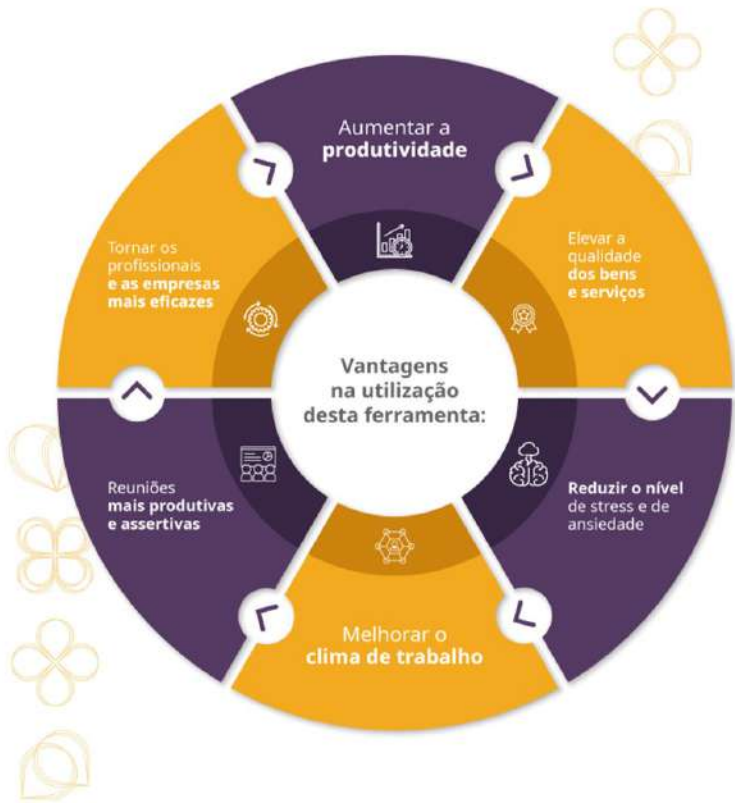 Vantagens
na utilização
desta ferramenta:
Aumentar a
produtividade
Elevar a
qualidade
dos bens
e serviços
Reduzir o nível
de stress e de
ansiedade
Melhorar o
clima de trabalho
Reuniões
mais produtivas
e assertivas
Tornar os
profissionais
e as empresas
mais eficazes